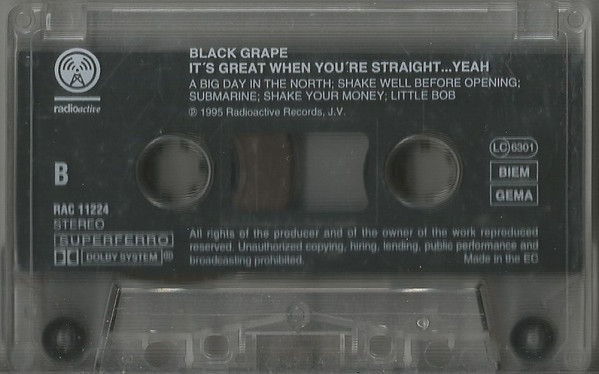 BLACK GRAPE
IT´S GREAT WHEN YOU´RE STRAIGHT...YEAH
A BIG DAY IN THE NORTH; SHAKE WELL BEFORE OPENING;
SUBMARINE; SHAKE YOUR MONEY; LITTLE BOB
℗ 1995 Radioactive Records, J.V.
radioactive
B
LC 6301
BIEM
GEMA
RAC 11224
STEREO
SUPERFERRO
DOLBY SYSTEM
All rights of the producer and of the owner of the work reproduced
reserved. Unauthorized copying, hiring, lending, public performance and
broadcasting prohibited.
Made in the EC